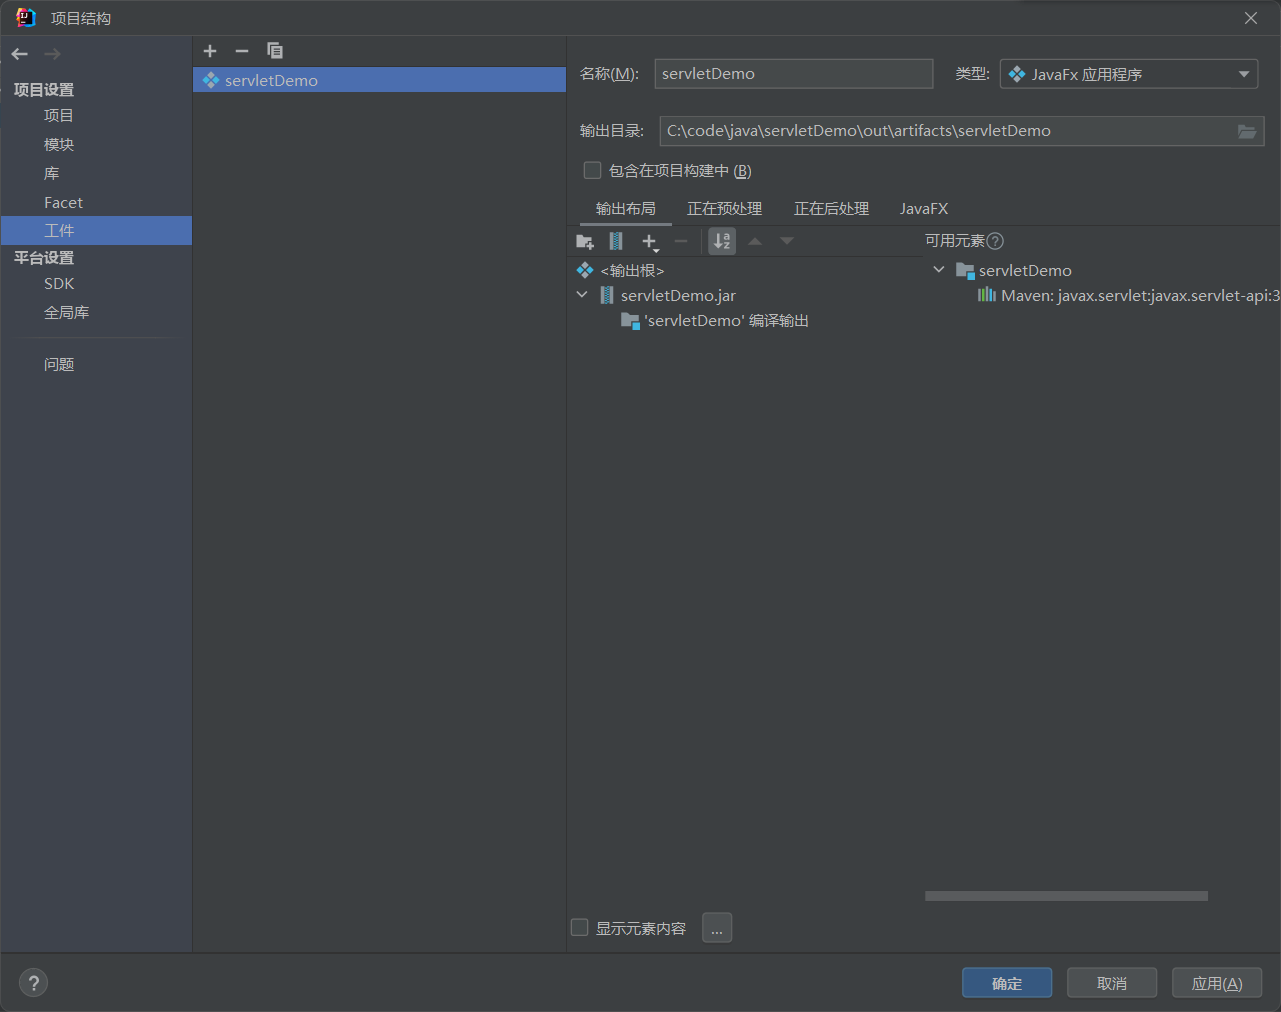 项目结构
项目设置
项目
模块
库
Facet
工件
平台设置
SDK
全局库
问题
servletDemo
名称(M):
servletDemo
类型:
JavaFx 应用程序
输出目录:
C:\code\java\servletDemo\out\artifacts\servletDemo
包含在项目构建中 (B)
输出布局
正在预处理
正在后处理
JavaFX
可用元素
<输出根>
servletDemo.jar
'servletDemo' 编译输出
servletDemo
Maven: javax.servlet:javax.servlet-api:3
显示元素内容
...
?
确定
取消
应用(A)